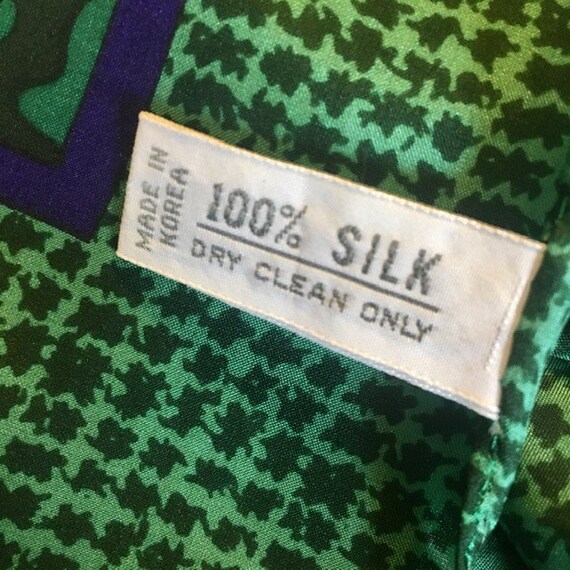 MADE IN
KOREA
100% SILK
DRY CLEAN ONLY